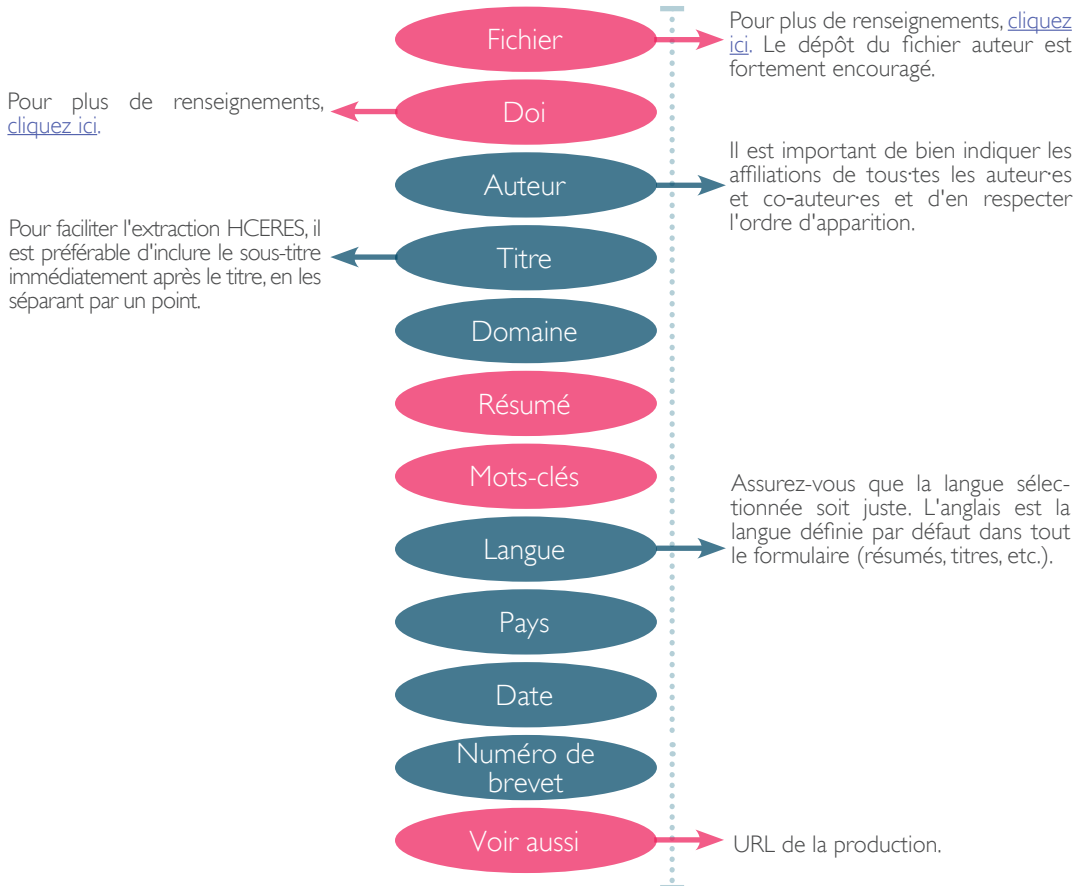 Fichier
Pour plus de renseignements, cliquez
ici. Le dépôt du fichier auteur est
fortement encouragé.
Pour plus de renseignements,
cliquez ici.
Doi
Auteur
Il est important de bien indiquer les
affiliations de tous·tes les auteur·es
et co-auteur·es et d'en respecter
l'ordre d'apparition.
Pour faciliter l'extraction HCERES, il
est préférable d'inclure le sous-titre
immédiatement après le titre, en les
séparant par un point.
Titre
Domaine
Résumé
Mots-clés
Langue
Assurez-vous que la langue sélec-
tionnée soit juste. L'anglais est la
langue définie par défaut dans tout
le formulaire (résumés, titres, etc.).
Pays
Date
Numéro de
brevet
Voir aussi
URL de la production.